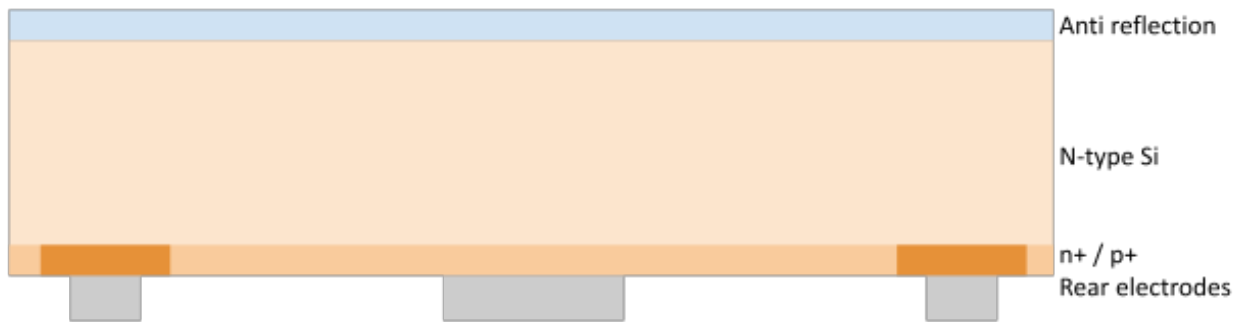 Anti reflection
N-type Si
n+ / p+
Rear electrodes